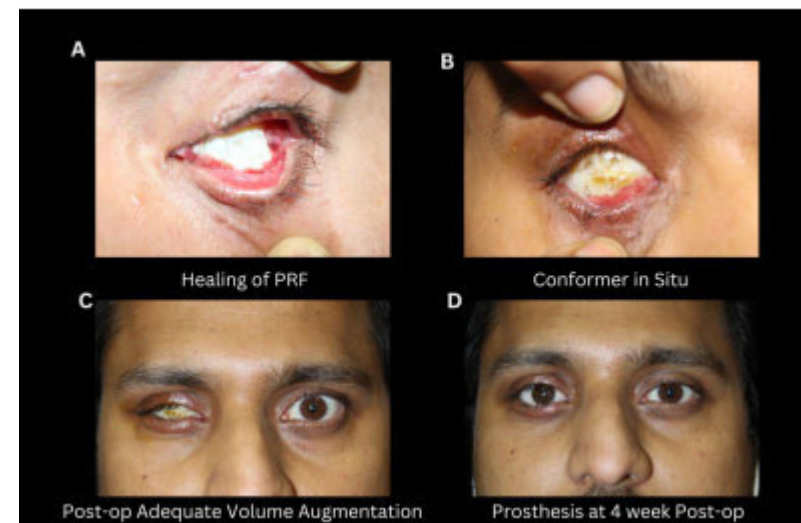 A
B
Healing of PRF
Conformer in Situ
C
D
Post-op Adequate Volume Augmentation
Prosthesis at 4 week Post-op